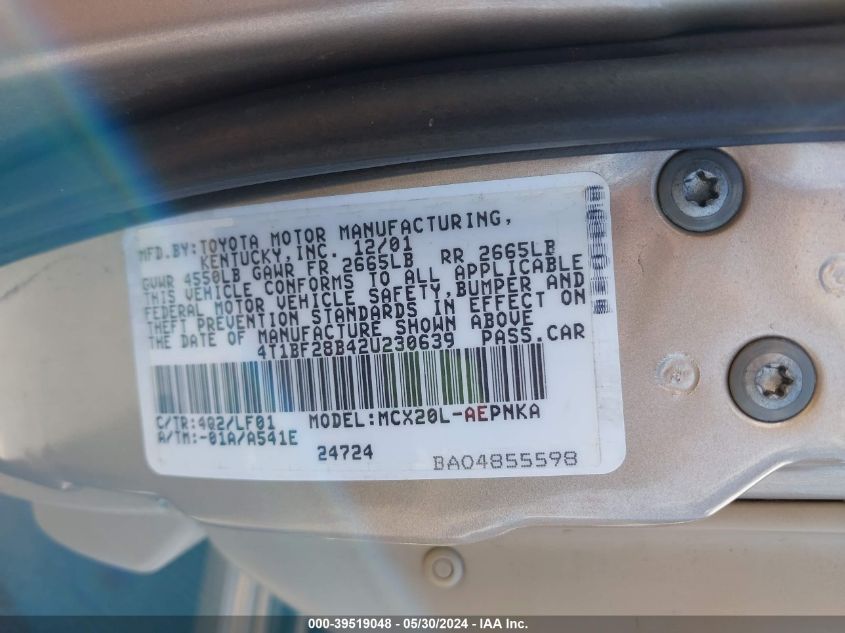 MFD.BY:TOYOTA MOTOR MANUFACTURING,
KENTUCKY,INC. 12/01
GVWR 4550LB GAWR FR 2665LB RR 2665LB
THIS VEHICLE CONFORMS TO ALL APPLICABLE
FEDERAL MOTOR VEHICLE SAFETY,BUMPER AND
THEFT PREVENTION STANDARDS IN EFFECT ON
THE DATE OF MANUFACTURE SHOWN ABOVE
4T1BF28B42U230639 PASS.CAR
C/TR:4Q2/LF01 MODEL:MCX20L-AEPNKA
A/TM:-01A/A541E
24724 BA04855598
000-39519048 - 05/30/2024 - IAA Inc.